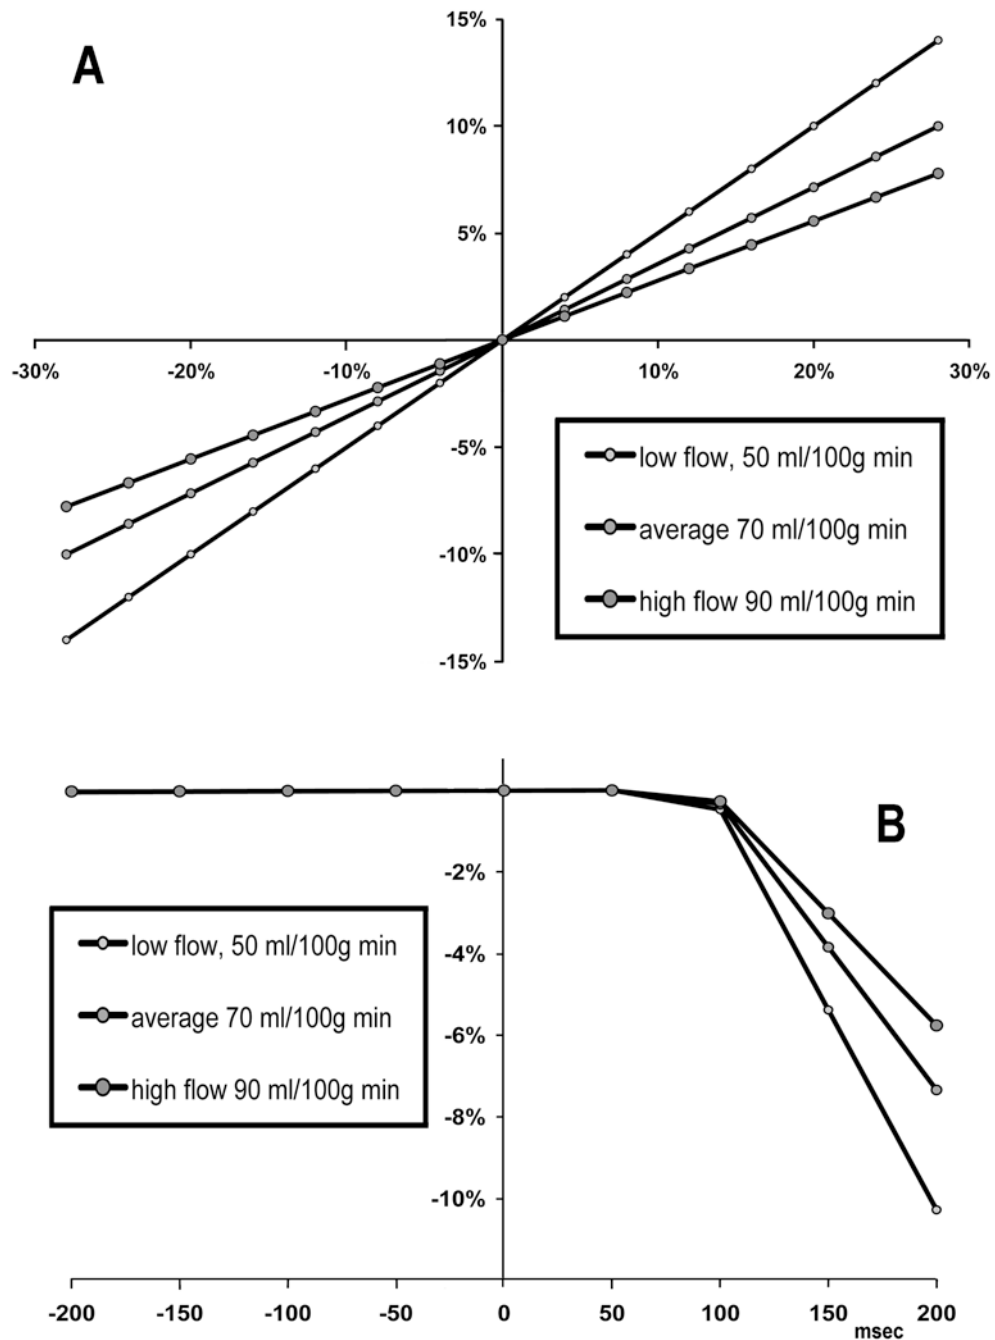 15%
A
10%
5%
-30%
-20%
-10%
10%
20%
30%
-5%
-10%
-15%
low flow, 50 ml/100g min
average 70 ml/100g min
high flow 90 ml/100g min
B
-2%
-4%
-6%
-8%
-10%
low flow, 50 ml/100g min
average 70 ml/100g min
high flow 90 ml/100g min
-200
-150
-100
-50
0
50
100
150
200
msec